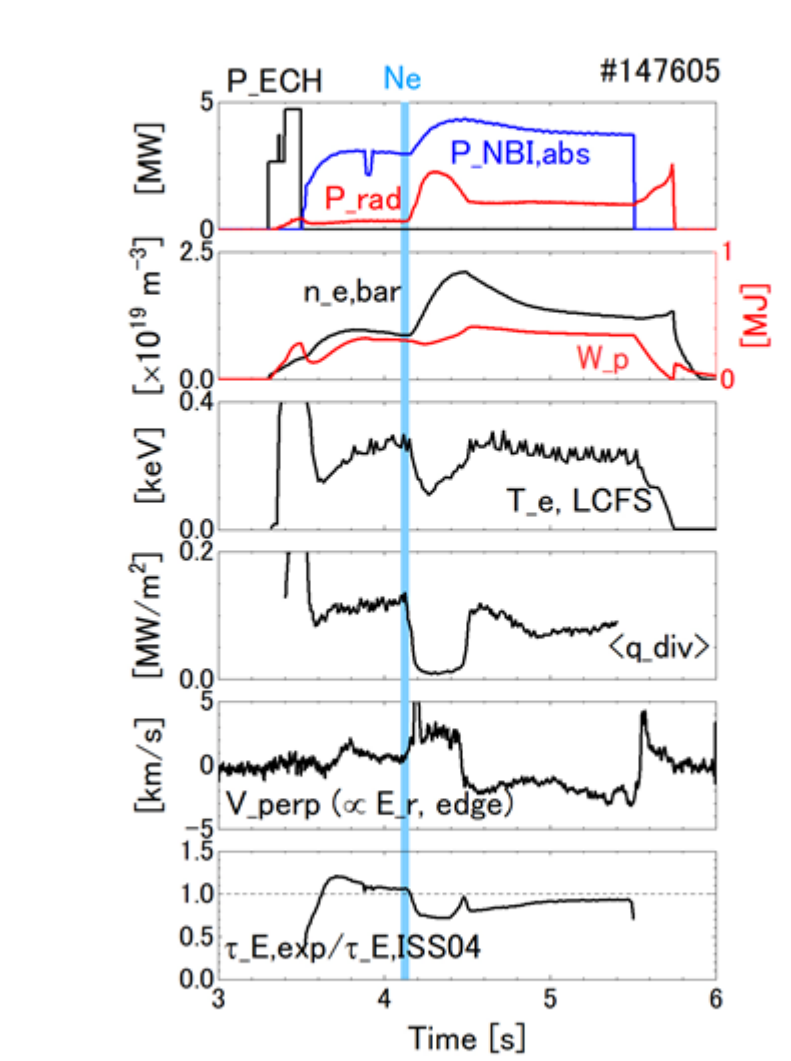 P_ECH
Ne
#147605
5
[MW]
P_NBI,abs
P_rad
0
2.5
1
n_e,bar
[×10¹⁹ m⁻³]
[MJ]
W_p
0.0
0
0.4
[keV]
T_e, LCFS
0.0
0.2
[MW/m²]
<q_div>
0.0
5
[km/s]
0
V_perp (∝ E_r, edge)
-5
1.5
1.0
0.5
τ_E,exp/τ_E,ISS04
0.0
3 4 5 6
Time [s]